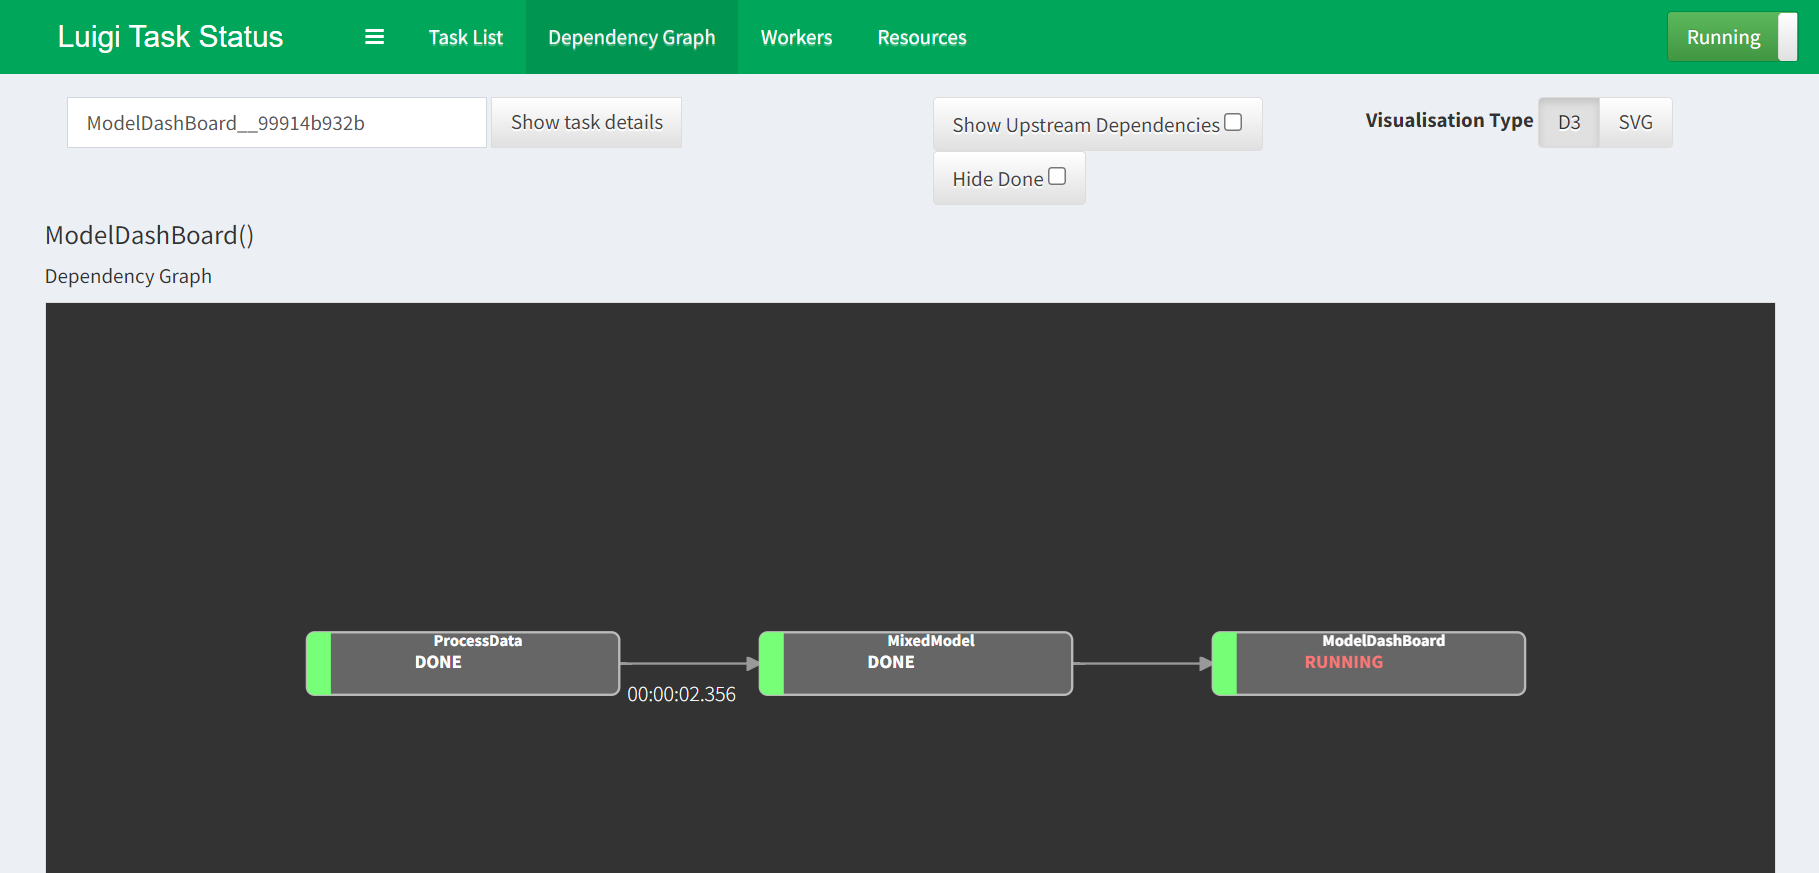 Luigi Task Status
Task List
Dependency Graph
Workers
Resources
Running
ModelDashBoard__99914b932b
Show task details
Show Upstream Dependencies
Hide Done
Visualisation Type
D3
SVG
ModelDashBoard()
Dependency Graph
ProcessData
DONE
00:00:02.356
MixedModel
DONE
ModelDashBoard
RUNNING